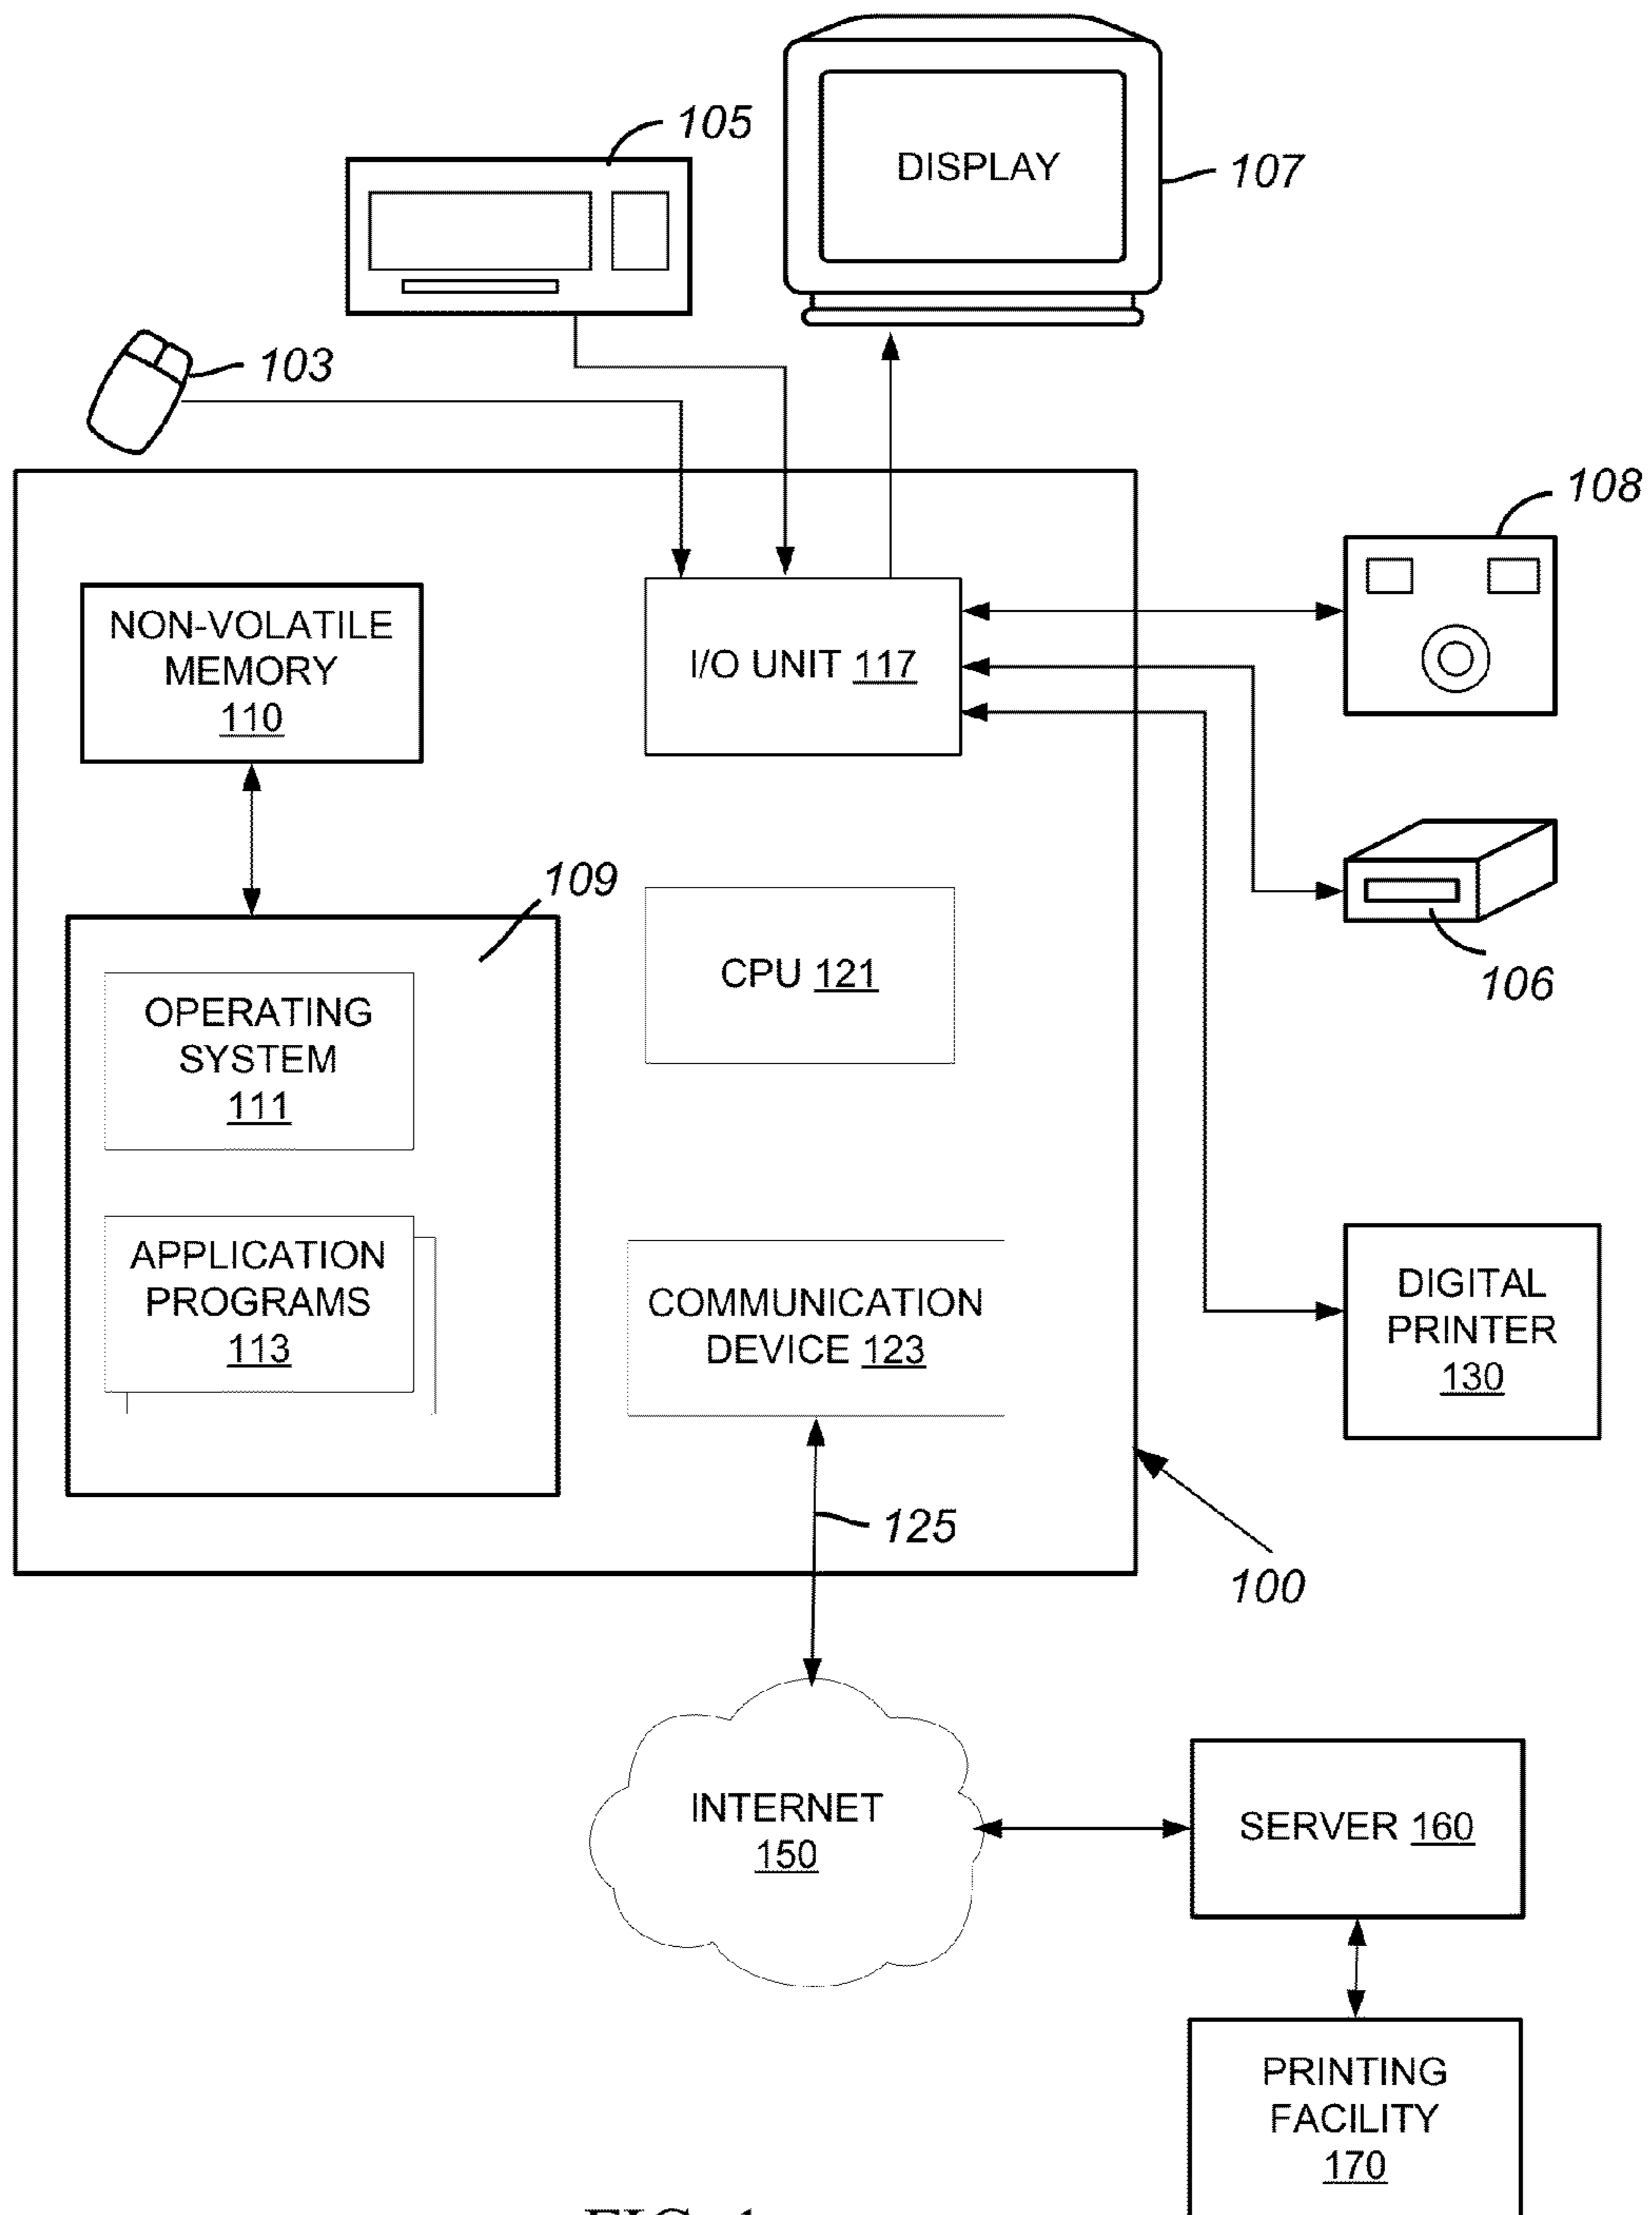 105
DISPLAY
107
103
108
NON-VOLATILE
MEMORY
110
I/O UNIT 117
109
106
CPU 121
OPERATING
SYSTEM
111
APPLICATION
PROGRAMS
113
COMMUNICATION
DEVICE 123
DIGITAL
PRINTER
130
125
100
INTERNET
150
SERVER 160
PRINTING
FACILITY
170